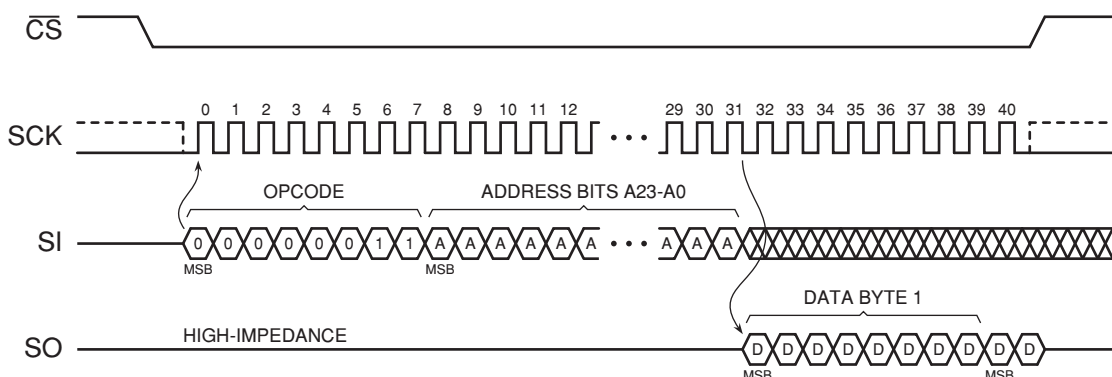 CS
0 1 2 3 4 5 6 7 8 9 10 11 12 29 30 31 32 33 34 35 36 37 38 39 40
SCK
OPCODE ADDRESS BITS A23-A0
SI 0 0 0 0 0 0 1 1 A A A A A A A A A
MSB MSB
DATA BYTE 1
HIGH-IMPEDANCE
SO D D D D D D D D D D
MSB MSB